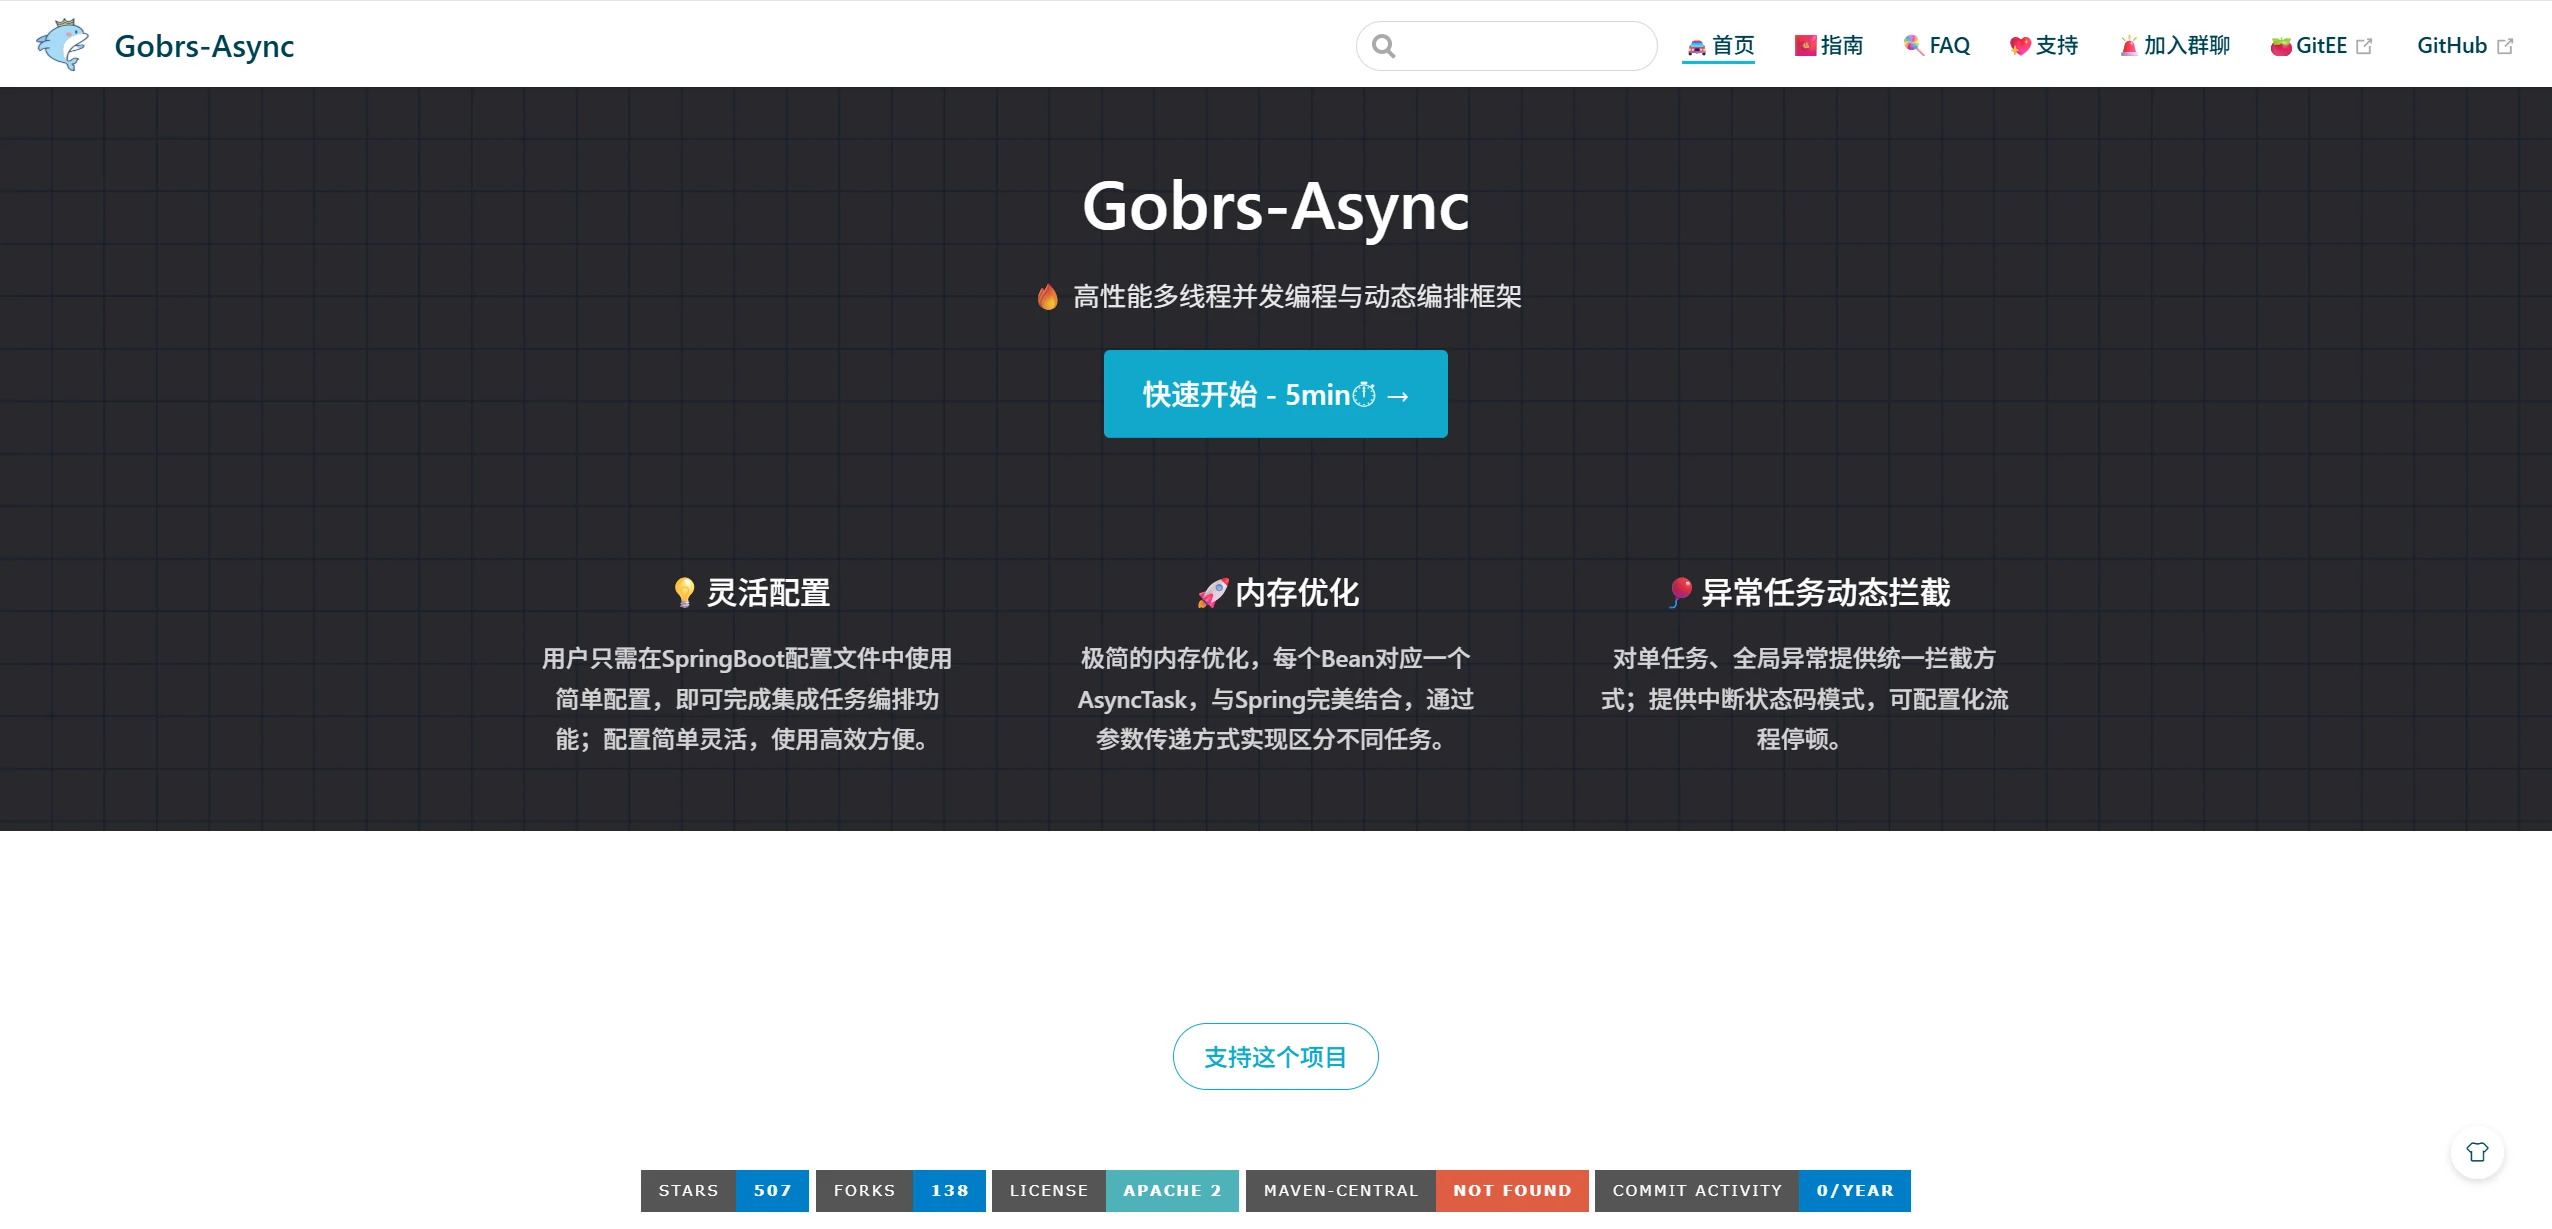 Gobrs-Async
首页 指南 FAQ 支持 加入群聊 GitEE GitHub
Gobrs-Async
🔥 高性能多线程并发编程与动态编排框架
快速开始 - 5min⏱ →
💡 灵活配置
用户只需在SpringBoot配置文件中使用
简单配置，即可完成集成任务编排功
能；配置简单灵活，使用高效方便。
🚀 内存优化
极简的内存优化，每个Bean对应一个
AsyncTask，与Spring完美结合，通过
参数传递方式实现区分不同任务。
🎈 异常任务动态拦截
对单任务、全局异常提供统一拦截方
式；提供中断状态码模式，可配置化流
程停顿。
支持这个项目
STARS 507 FORKS 138 LICENSE APACHE 2 MAVEN-CENTRAL NOT FOUND COMMIT ACTIVITY 0/YEAR